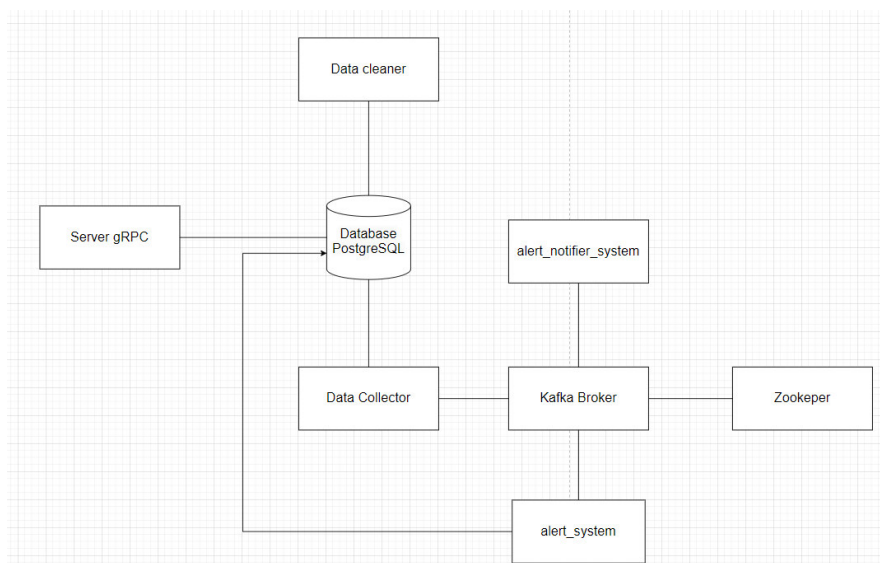 Data cleaner
Server gRPC
Database
PostgreSQL
alert_notifier_system
Data Collector
Kafka Broker
Zookeper
alert_system